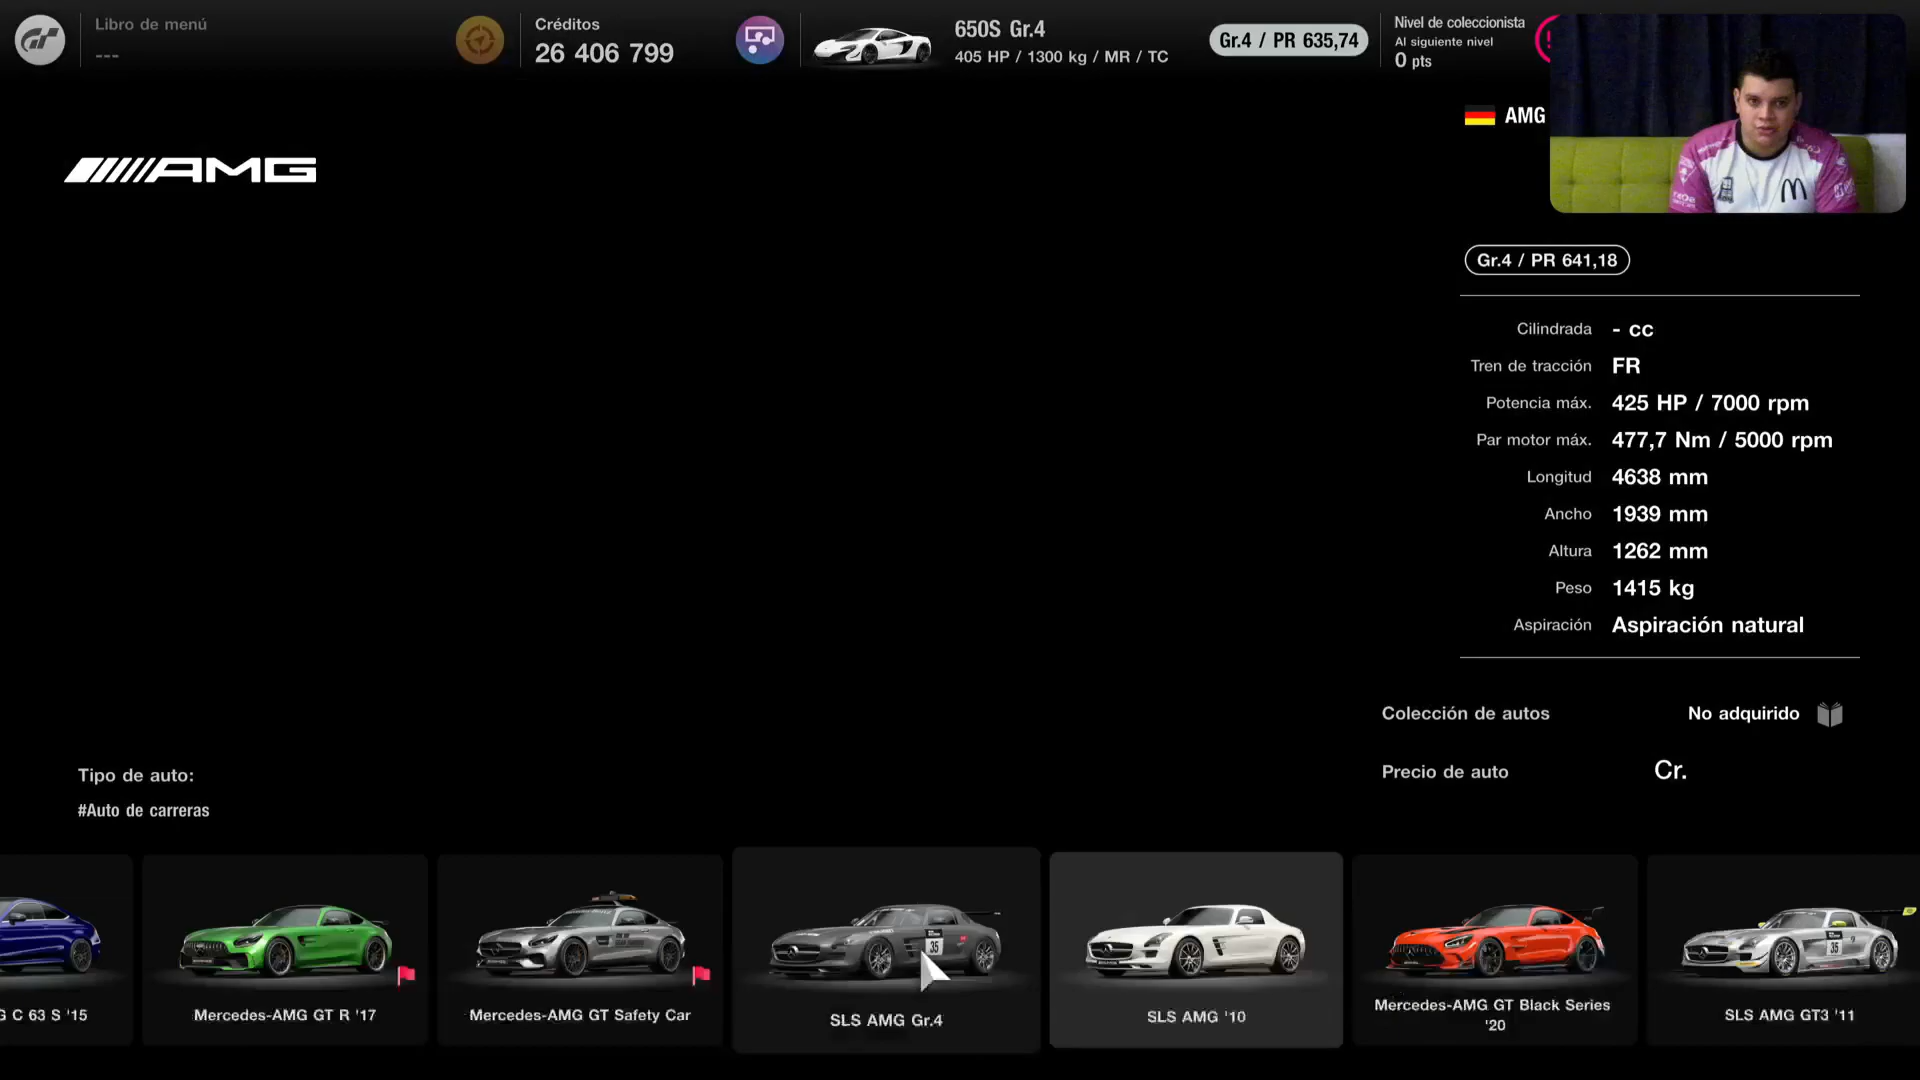 Libro de menú
---
Créditos
26 406 799
650S Gr.4
405 HP / 1300 kg / MR / TC
Gr.4 / PR 635,74
Nivel de coleccionista
Al siguiente nivel
0 pts
AMG
AMG
Gr.4 / PR 641,18
Cilindrada - cc
Tren de tracción FR
Potencia máx. 425 HP / 7000 rpm
Par motor máx. 477,7 Nm / 5000 rpm
Longitud 4638 mm
Ancho 1939 mm
Altura 1262 mm
Peso 1415 kg
Aspiración Aspiración natural
Colección de autos No adquirido
Precio de auto Cr.
Tipo de auto:
#Auto de carreras
35
35
G C 63 S '15
Mercedes-AMG GT R '17
Mercedes-AMG GT Safety Car
SLS AMG Gr.4
SLS AMG '10
Mercedes-AMG GT Black Series
'20
SLS AMG GT3 '11